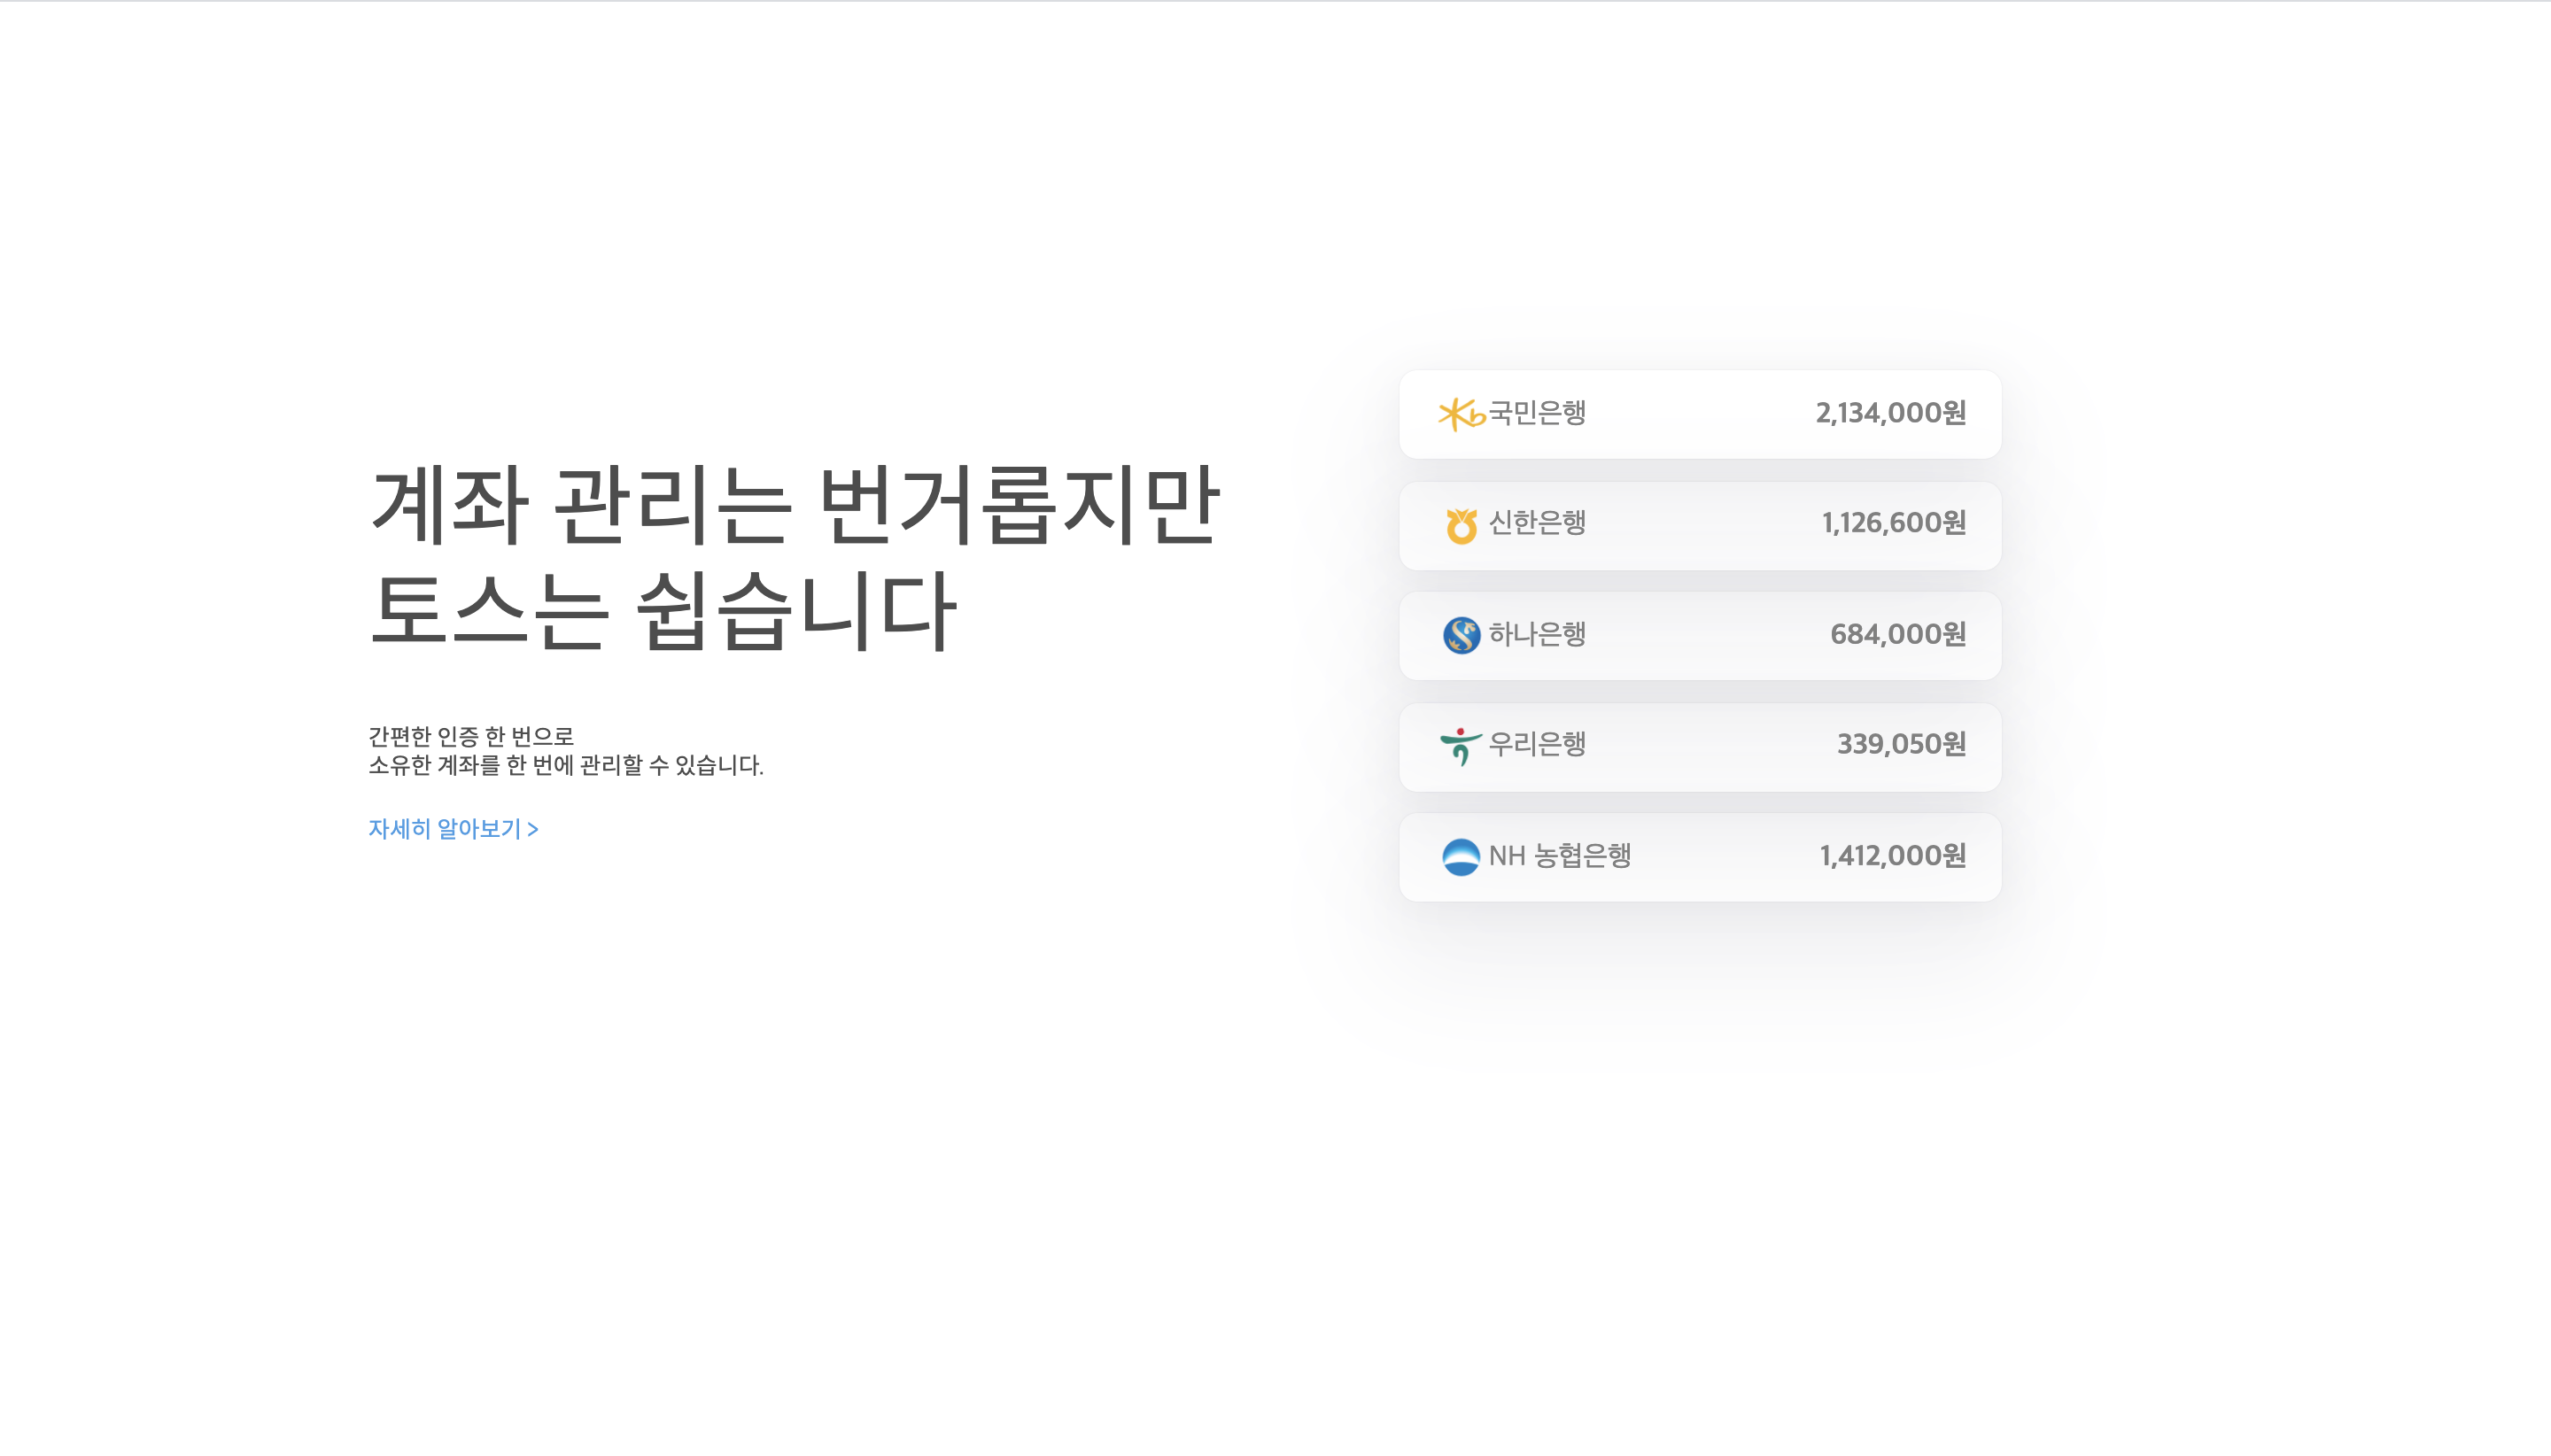 계좌 관리는 번거롭지만
토스는 쉽습니다
간편한 인증 한 번으로
소유한 계좌를 한 번에 관리할 수 있습니다.
자세히 알아보기 >
국민은행 2,134,000원
신한은행 1,126,600원
하나은행 684,000원
우리은행 339,050원
NH 농협은행 1,412,000원